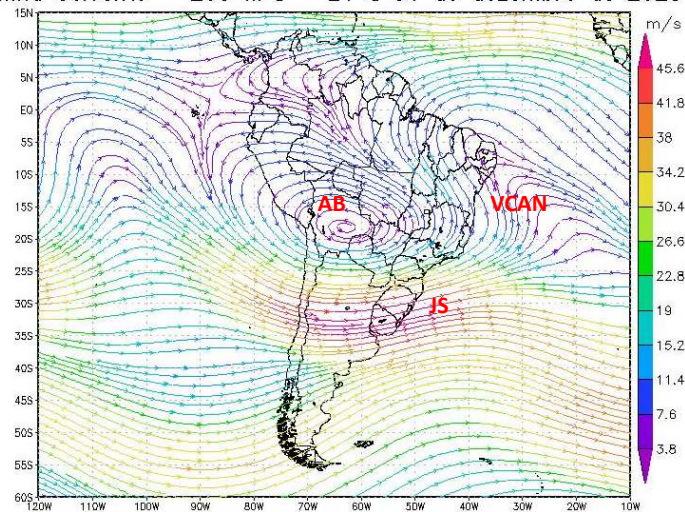 m/s
15N
10N
5N
EQ
5S
10S
15S
20S
25S
30S
35S
40S
45S
50S
55S
60S
120W 110W 100W 90W 80W 70W 60W 50W 40W 30W 20W 10W
AB
VCAN
JS
45.6
41.8
38
34.2
30.4
26.6
22.8
19
15.2
11.4
7.6
3.8